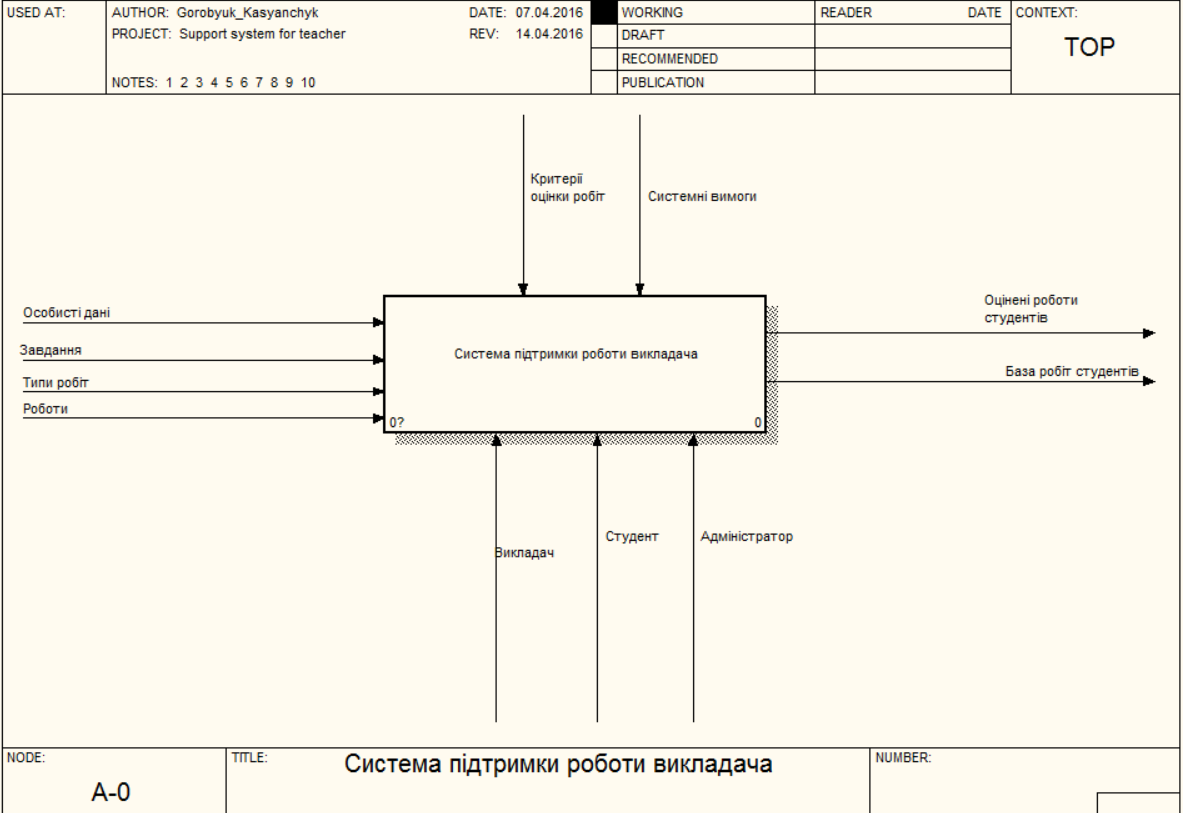 USED AT:
AUTHOR: Gorobyuk_Kasyanchyk
DATE: 07.04.2016
PROJECT: Support system for teacher
REV: 14.04.2016
NOTES: 1 2 3 4 5 6 7 8 9 10
WORKING
DRAFT
RECOMMENDED
PUBLICATION
READER
DATE
CONTEXT:
TOP
Критерії
оцінки робіт
Системні вимоги
Особисті дані
Завдання
Типи робіт
Роботи
Система підтримки роботи викладача
0?
0
Оцінені роботи
студентів
База робіт студентів
Викладач
Студент
Адміністратор
NODE:
A-0
TITLE:
Система підтримки роботи викладача
NUMBER: